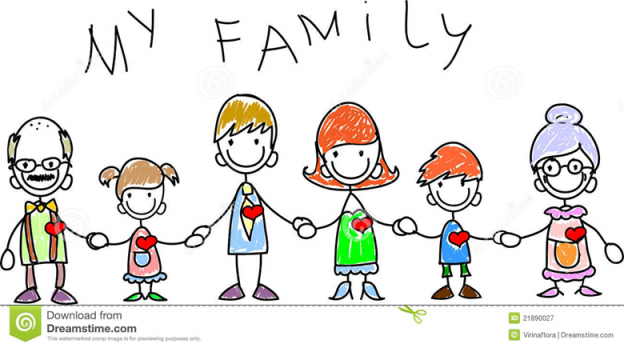 MY FAMILY
Download from
Dreamstime.com
This watermarked comp image is for previewing purposes only.
21890027
Virinaflora | Dreamstime.com